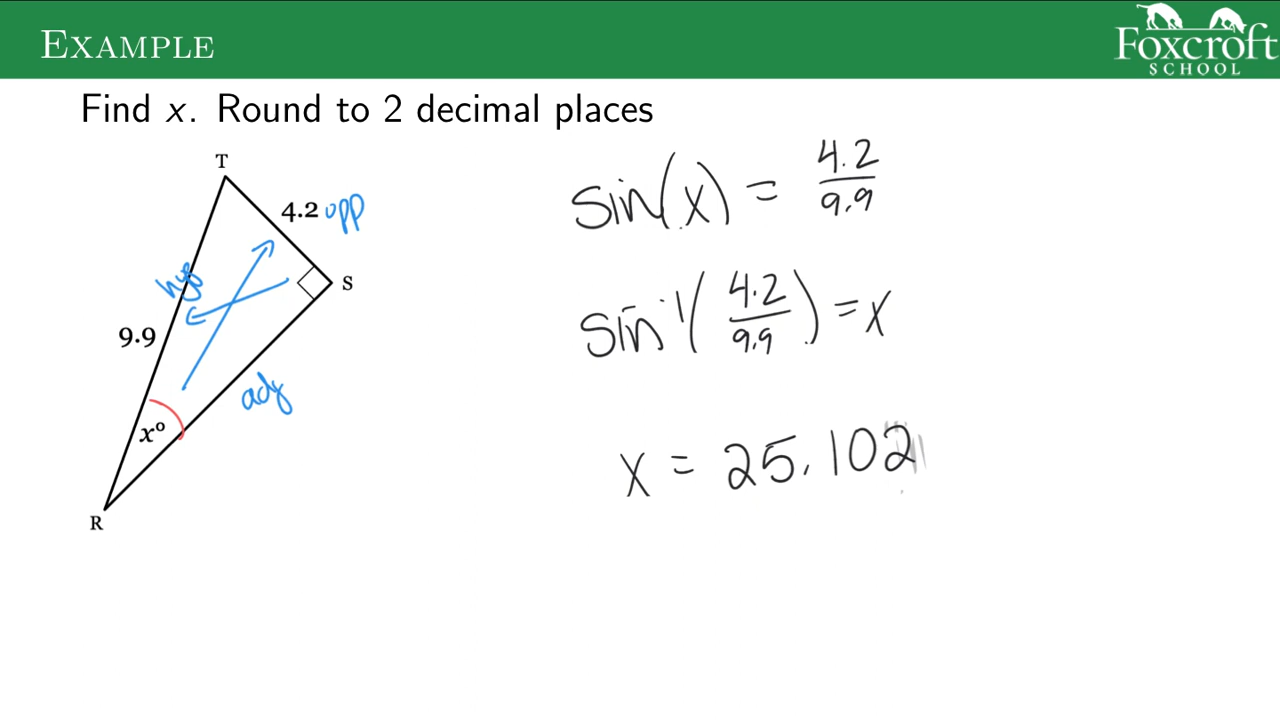 EXAMPLE
Foxcroft
SCHOOL
Find x. Round to 2 decimal places
T
4.2 opp
S
hyp
9.9
adj
x°
R
sin(x) = 4.2/9.9
sin⁻¹(4.2/9.9) = x
x = 25.102